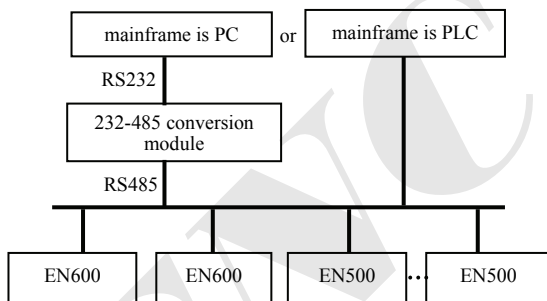 mainframe is PC or mainframe is PLC
RS232
232-485 conversion
module
RS485
EN600 EN600 EN500 ... EN500